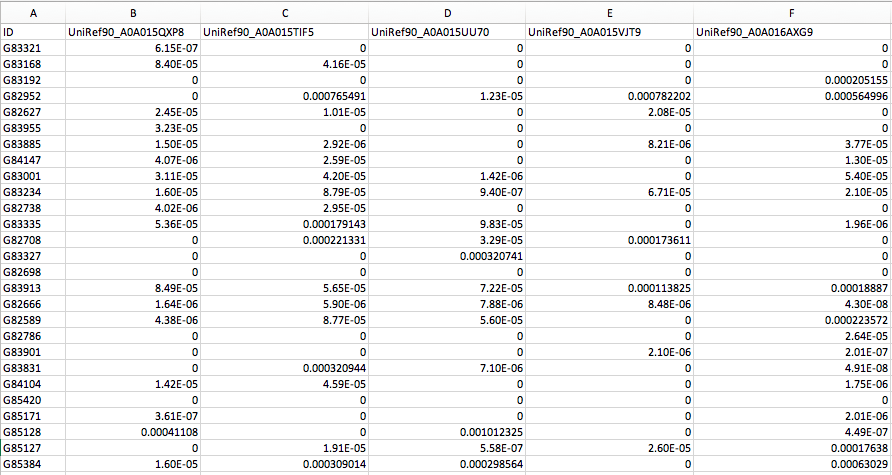 A B C D E F
ID UniRef90_A0A015QXP8 UniRef90_A0A015TIF5 UniRef90_A0A015UU70 UniRef90_A0A015VJT9 UniRef90_A0A016AXG9
G83321 6.15E-07 0 0 0 0
G83168 8.40E-05 4.16E-05 0 0 0
G83192 0 0 0 0 0.000205155
G82952 0 0.000765491 1.23E-05 0.000782202 0.000564996
G82627 2.45E-05 1.01E-05 0 2.08E-05 0
G83955 3.23E-05 0 0 0 0
G83885 1.50E-05 2.92E-06 0 8.21E-06 3.77E-05
G84147 4.07E-06 2.59E-05 0 0 1.30E-05
G83001 3.11E-05 4.20E-05 1.42E-06 0 5.40E-05
G83234 1.60E-05 8.79E-05 9.40E-07 6.71E-05 2.10E-05
G82738 4.02E-06 2.95E-05 0 0 0
G83335 5.36E-05 0.000179143 9.83E-05 0 1.96E-06
G82708 0 0.000221331 3.29E-05 0.000173611 0
G83327 0 0 0.000320741 0 0
G82698 0 0 0 0 0
G83913 8.49E-05 5.65E-05 7.22E-05 0.000113825 0.00018887
G82666 1.64E-06 5.90E-06 7.88E-06 8.48E-06 4.30E-08
G82589 4.38E-06 8.77E-05 5.60E-05 0 0.000223572
G82786 0 0 0 0 2.64E-05
G83901 0 0 0 2.10E-06 2.01E-07
G83831 0 0.000320944 7.10E-06 0 4.91E-08
G84104 1.42E-05 4.59E-05 0 0 1.75E-06
G85420 0 0 0 0 0
G85171 3.61E-07 0 0 0 2.01E-06
G85128 0.00041108 0 0.001012325 0 4.49E-07
G85127 0 1.91E-05 5.58E-07 2.60E-05 0.00017638
G85384 1.60E-05 0.000309014 0.000298564 0 0.00063029